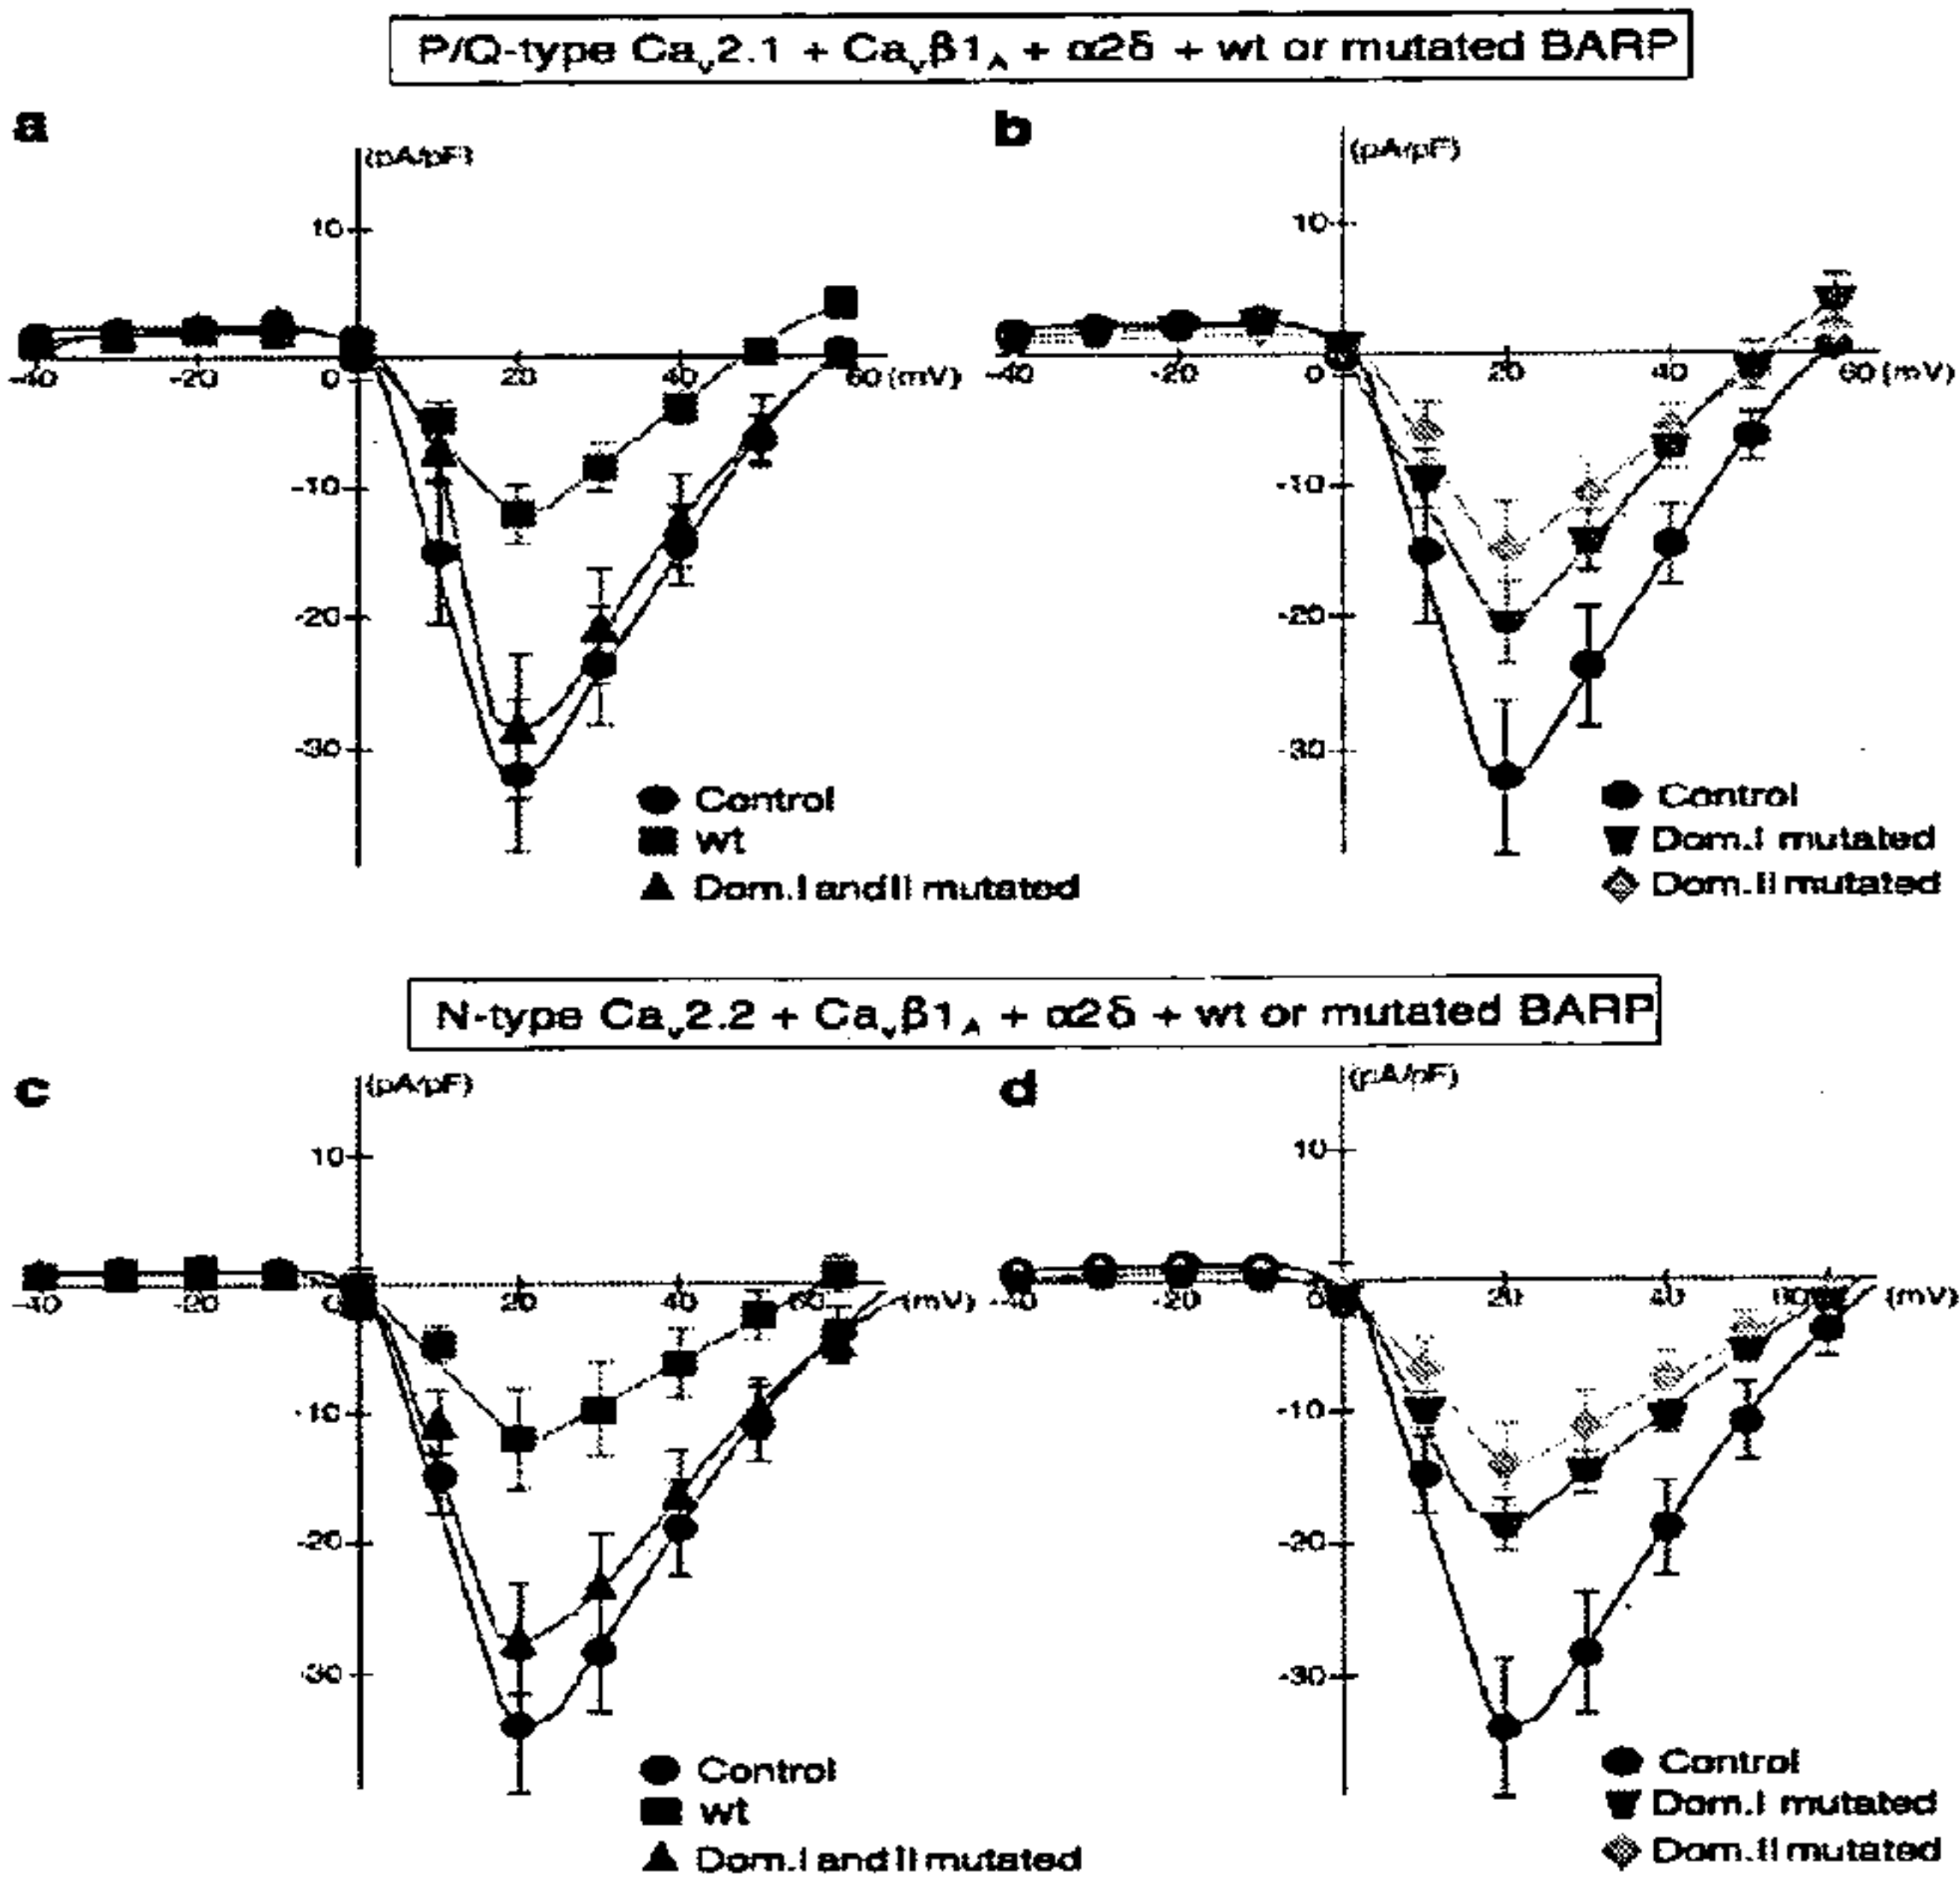 P/Q-type Cav2.1 + Cavβ1A + α2δ + wt or mutated BARP
a
b
(pA/pF)
(pA/pF)
10
10
-40
-20
0
20
40
60 (mV)
-40
-20
0
20
40
60 (mV)
-10
-10
-20
-20
-30
-30
Control
wt
Dom.I and II mutated
Control
Dom.I mutated
Dom.II mutated
N-type Cav2.2 + Cavβ1A + α2δ + wt or mutated BARP
c
d
(pA/pF)
(pA/pF)
10
10
-40
-20
0
20
40
60
(mV)
-40
-20
0
20
40
60
(mV)
-10
-10
-20
-20
-30
-30
Control
wt
Dom.I and II mutated
Control
Dom.I mutated
Dom.II mutated